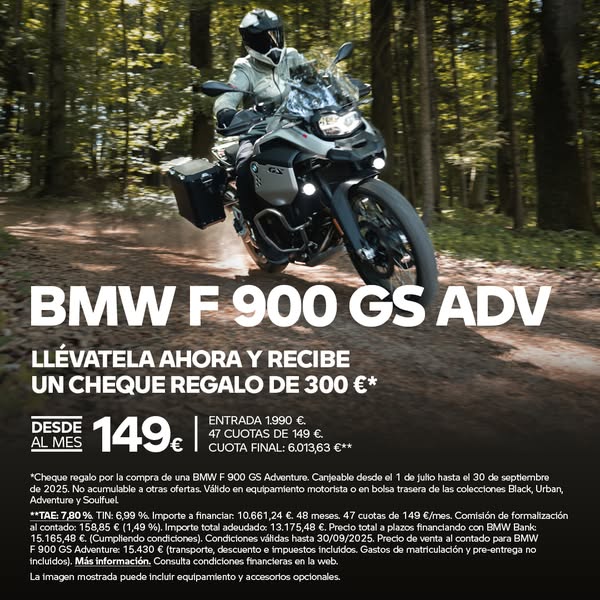 BMW F 900 GS ADV
LLÉVATELA AHORA Y RECIBE
UN CHEQUE REGALO DE 300 €*
DESDE
AL MES
149€
ENTRADA 1.990 €.
47 CUOTAS DE 149 €.
CUOTA FINAL: 6.013,63 €**
*Cheque regalo por la compra de una BMW F 900 GS Adventure. Canjeable desde el 1 de julio hasta el 30 de septiembre
de 2025. No acumulable a otras ofertas. Válido en equipamiento motorista o en bolsa trasera de las colecciones Black, Urban,
Adventure y Soulfuel.
**TAE: 7,80 %. TIN: 6,99 %. Importe a financiar: 10.661,24 €. 48 meses. 47 cuotas de 149 €/mes. Comisión de formalización
al contado: 158,85 € (1,49 %). Importe total adeudado: 13.175,48 €. Precio total a plazos financiando con BMW Bank:
15.165,48 €. (Cumpliendo condiciones). Condiciones válidas hasta 30/09/2025. Precio de venta al contado para BMW
F 900 GS Adventure: 15.430 € (transporte, descuento e impuestos incluidos. Gastos de matriculación y pre-entrega no
incluidos). Más información. Consulta condiciones financieras en la web.
La imagen mostrada puede incluir equipamiento y accesorios opcionales.